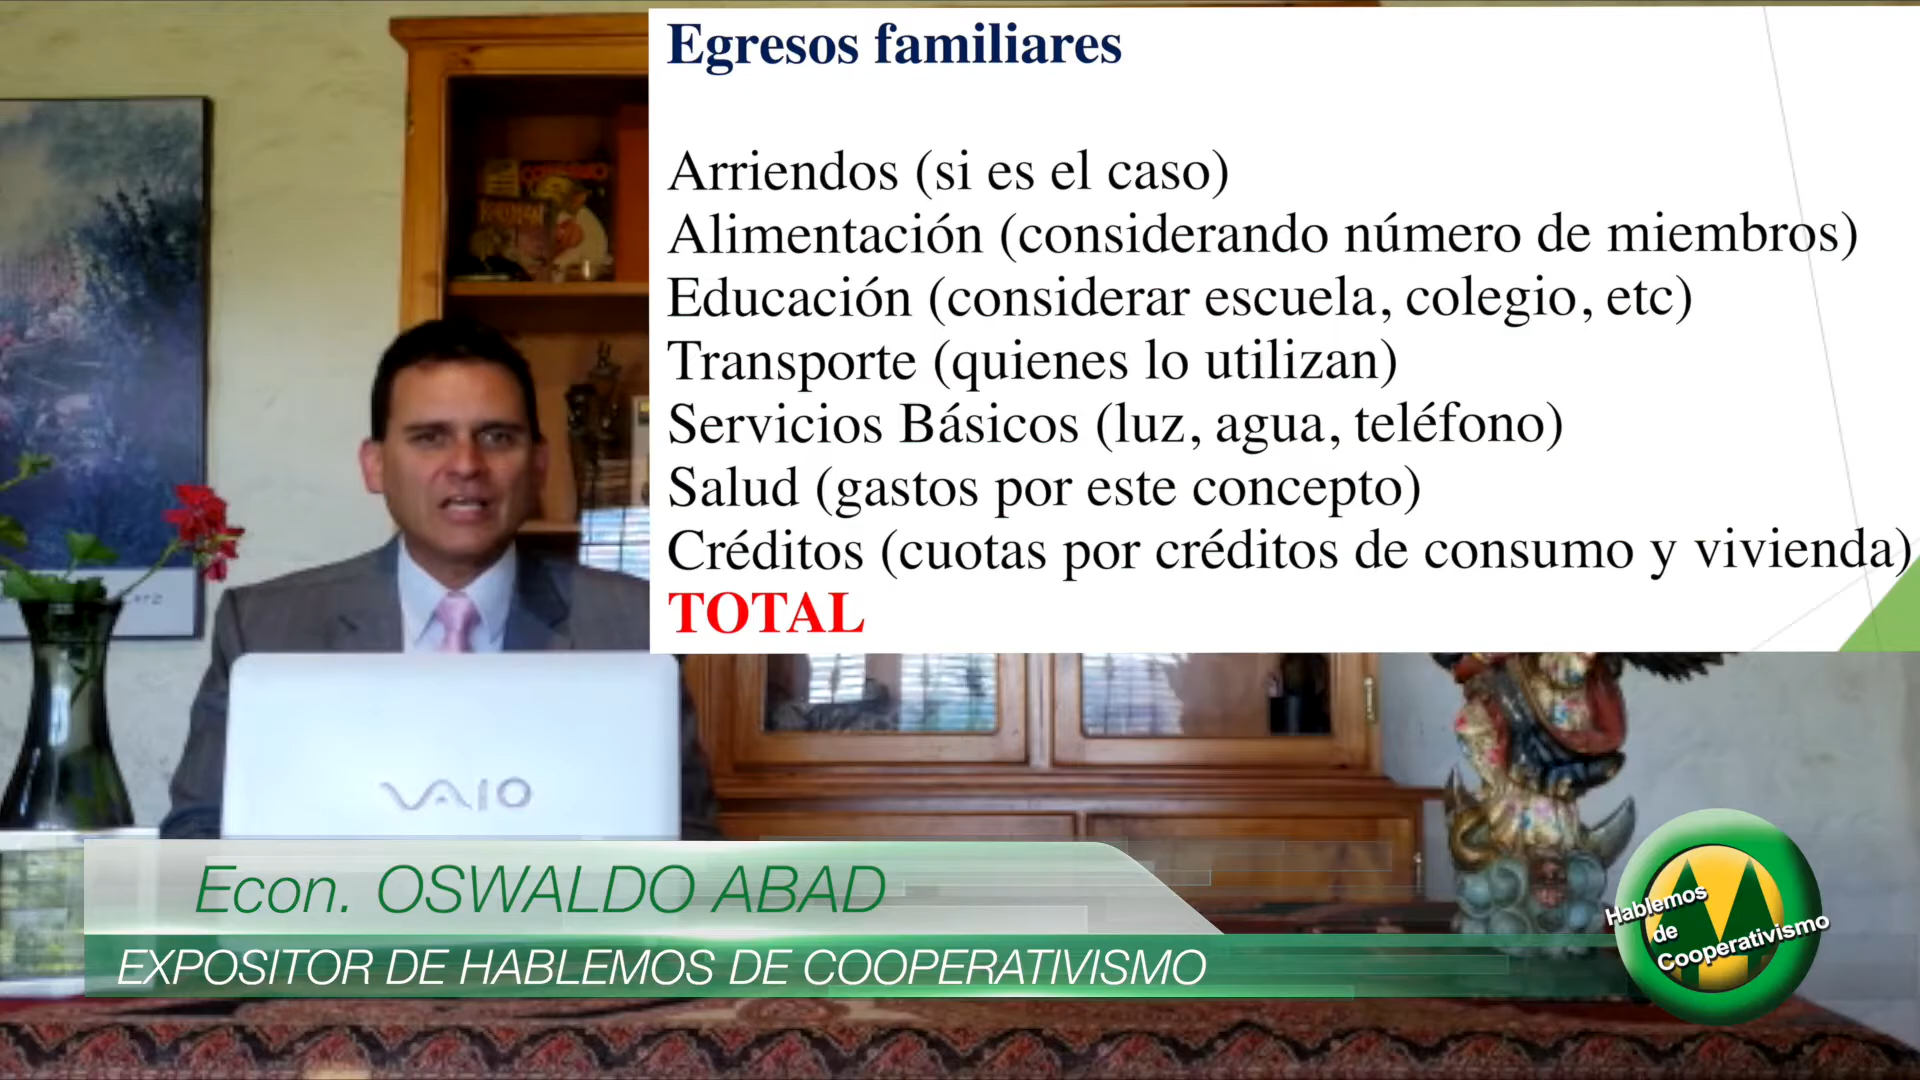 Egresos familiares
Arriendos (si es el caso)
Alimentación (considerando número de miembros)
Educación (considerar escuela, colegio, etc)
Transporte (quienes lo utilizan)
Servicios Básicos (luz, agua, teléfono)
Salud (gastos por este concepto)
Créditos (cuotas por créditos de consumo y vivienda)
TOTAL
VAIO
Econ. OSWALDO ABAD
EXPOSITOR DE HABLEMOS DE COOPERATIVISMO
Hablemos
de
Cooperativismo